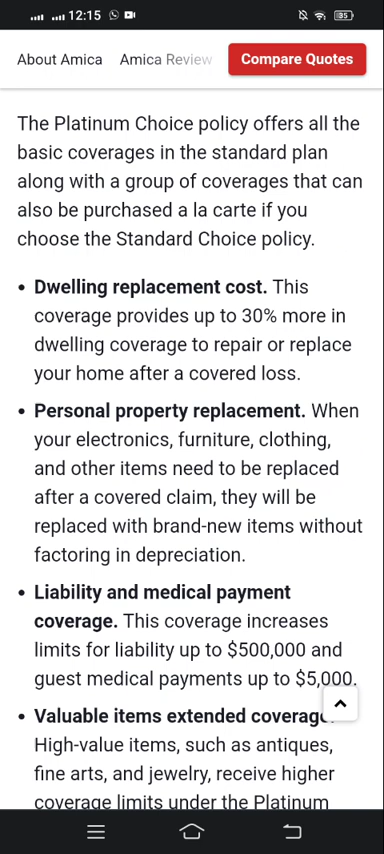 12:15
85
About Amica Amica Review Compare Quotes
The Platinum Choice policy offers all the
basic coverages in the standard plan
along with a group of coverages that can
also be purchased a la carte if you
choose the Standard Choice policy.
• Dwelling replacement cost. This
coverage provides up to 30% more in
dwelling coverage to repair or replace
your home after a covered loss.
• Personal property replacement. When
your electronics, furniture, clothing,
and other items need to be replaced
after a covered claim, they will be
replaced with brand-new items without
factoring in depreciation.
• Liability and medical payment
coverage. This coverage increases
limits for liability up to $500,000 and
guest medical payments up to $5,000.
• Valuable items extended coverage.
High-value items, such as antiques,
fine arts, and jewelry, receive higher
coverage limits under the Platinum